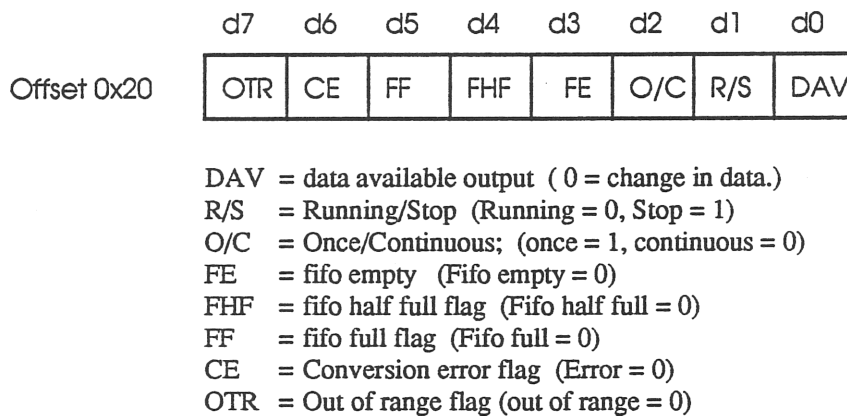 d7 d6 d5 d4 d3 d2 d1 d0
Offset 0x20 OTR CE FF FHF FE O/C R/S DAV
DAV = data available output ( 0 = change in data.)
R/S = Running/Stop (Running = 0, Stop = 1)
O/C = Once/Continuous; (once = 1, continuous = 0)
FE = fifo empty (Fifo empty = 0)
FHF = fifo half full flag (Fifo half full = 0)
FF = fifo full flag (Fifo full = 0)
CE = Conversion error flag (Error = 0)
OTR = Out of range flag (out of range = 0)